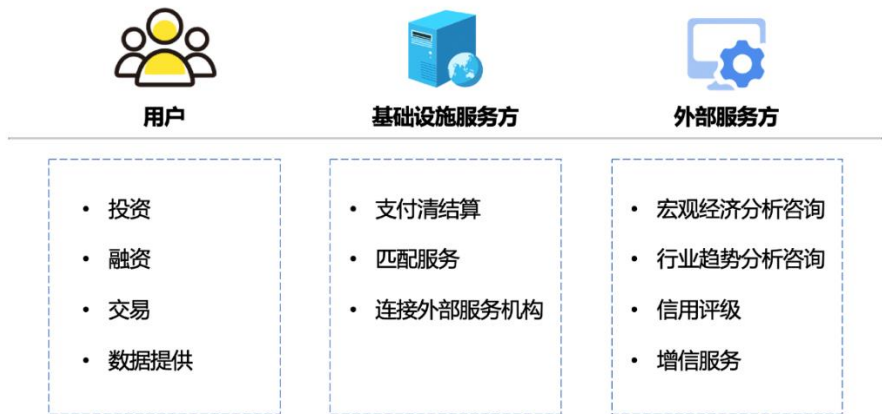 用户
基础设施服务方
外部服务方
• 投资
• 融资
• 交易
• 数据提供
• 支付清结算
• 匹配服务
• 连接外部服务机构
• 宏观经济分析咨询
• 行业趋势分析咨询
• 信用评级
• 增信服务